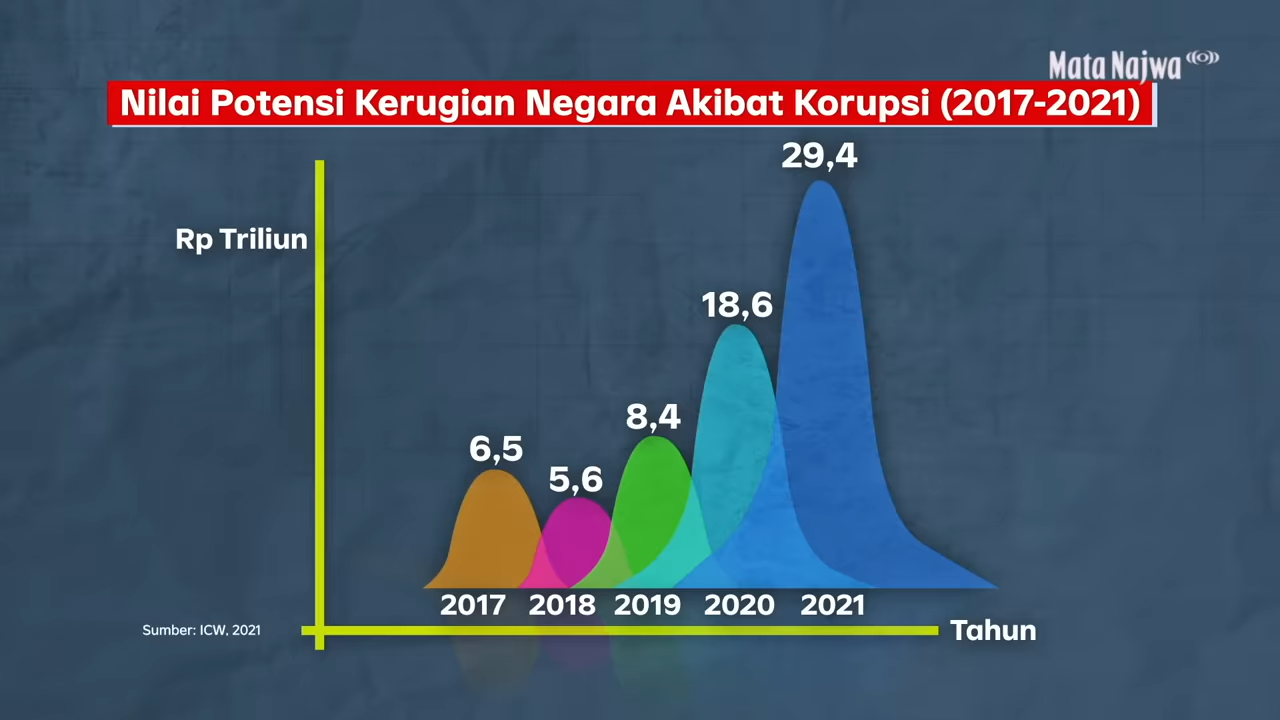 Mata Najwa
Nilai Potensi Kerugian Negara Akibat Korupsi (2017-2021)
29,4
Rp Triliun
18,6
8,4
6,5
5,6
2017 2018 2019 2020 2021
Sumber: ICW, 2021
Tahun